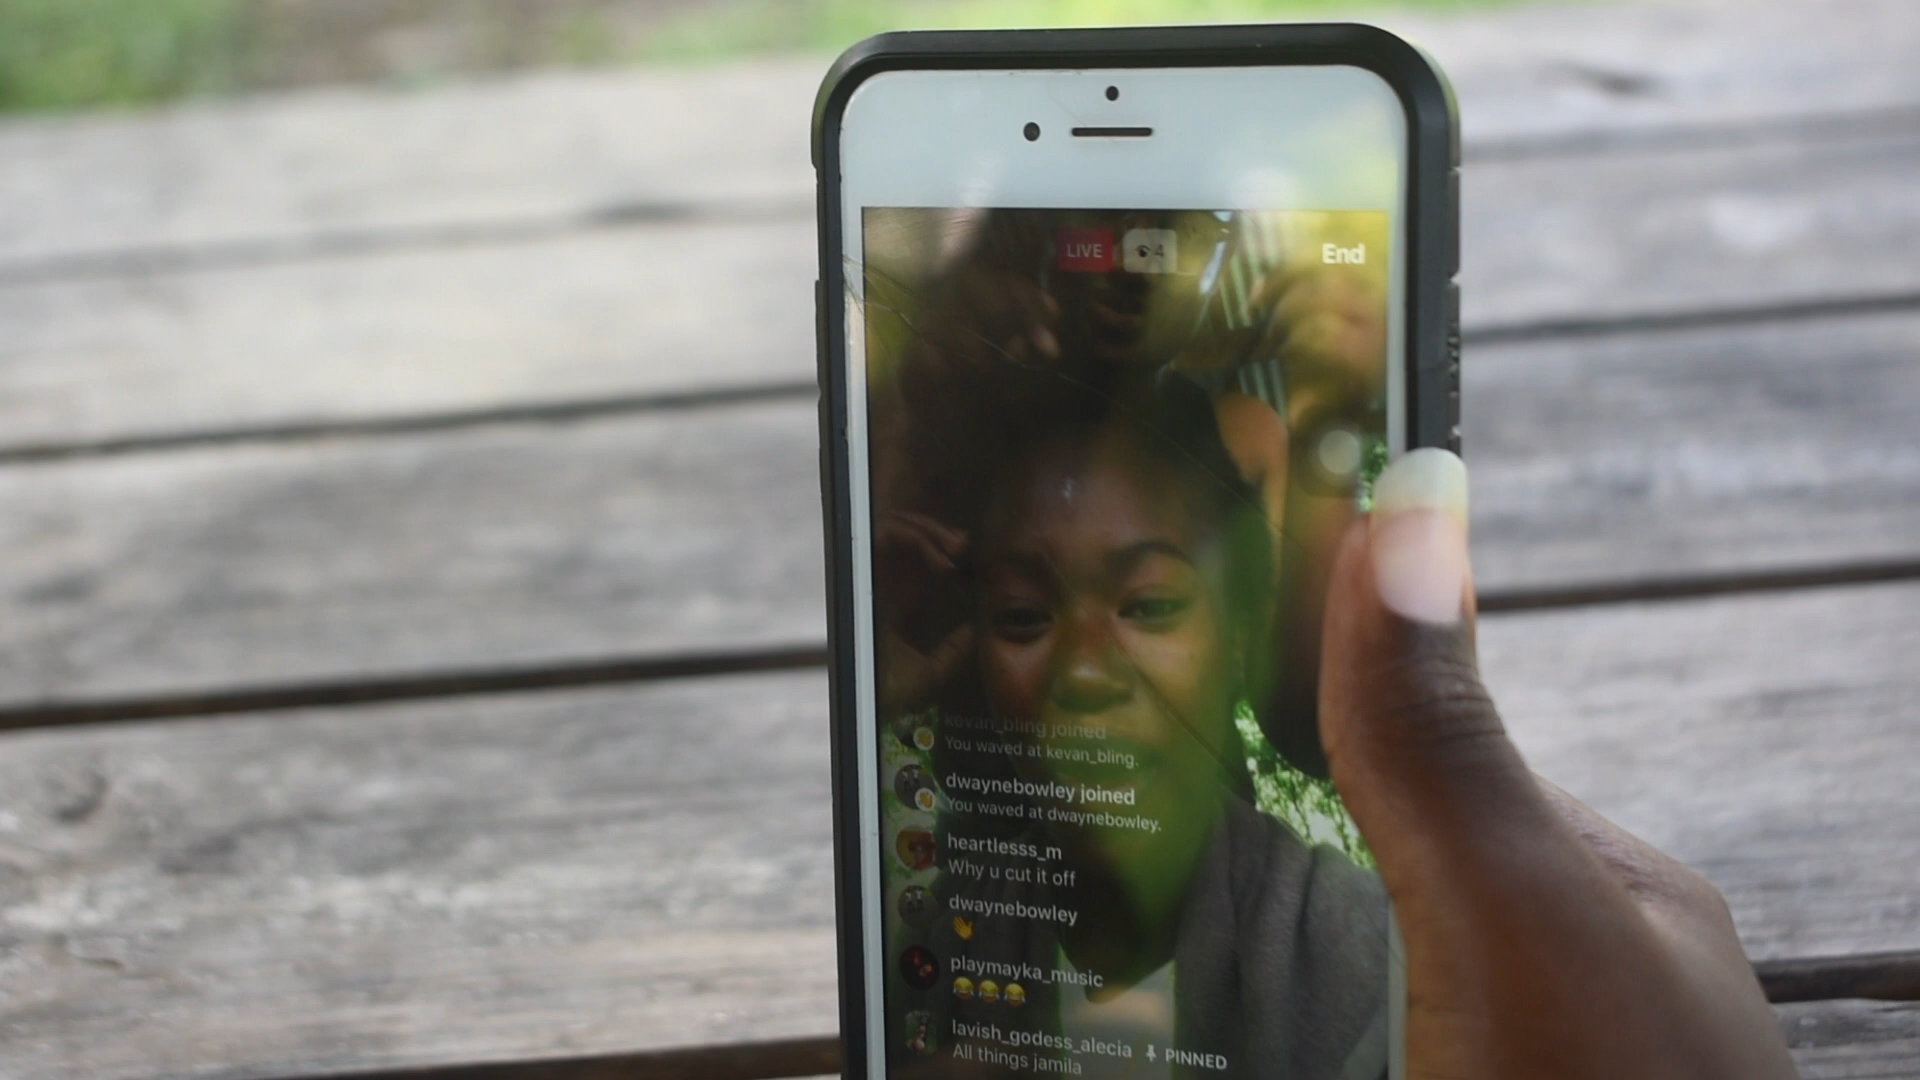 LIVE 4 End
kevan_bling joined
You waved at kevan_bling.
dwaynebowley joined
You waved at dwaynebowley.
heartlesss_m
Why u cut it off
dwaynebowley
👋
playmayka_music
😂😂😂
lavish_godess_alecia PINNED
All things jamila